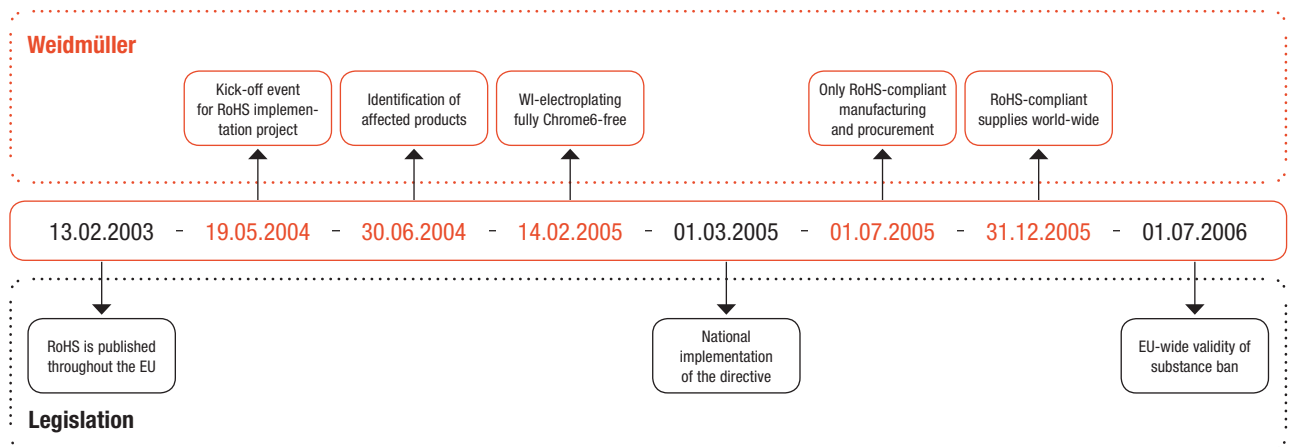 Weidmüller
Kick-off event
for RoHS implemen-
tation project
Identification of
affected products
WI-electroplating
fully Chrome6-free
Only RoHS-compliant
manufacturing
and procurement
RoHS-compliant
supplies world-wide
13.02.2003 - 19.05.2004 - 30.06.2004 - 14.02.2005 - 01.03.2005 - 01.07.2005 - 31.12.2005 - 01.07.2006
RoHS is published
throughout the EU
National
implementation
of the directive
EU-wide validity of
substance ban
Legislation